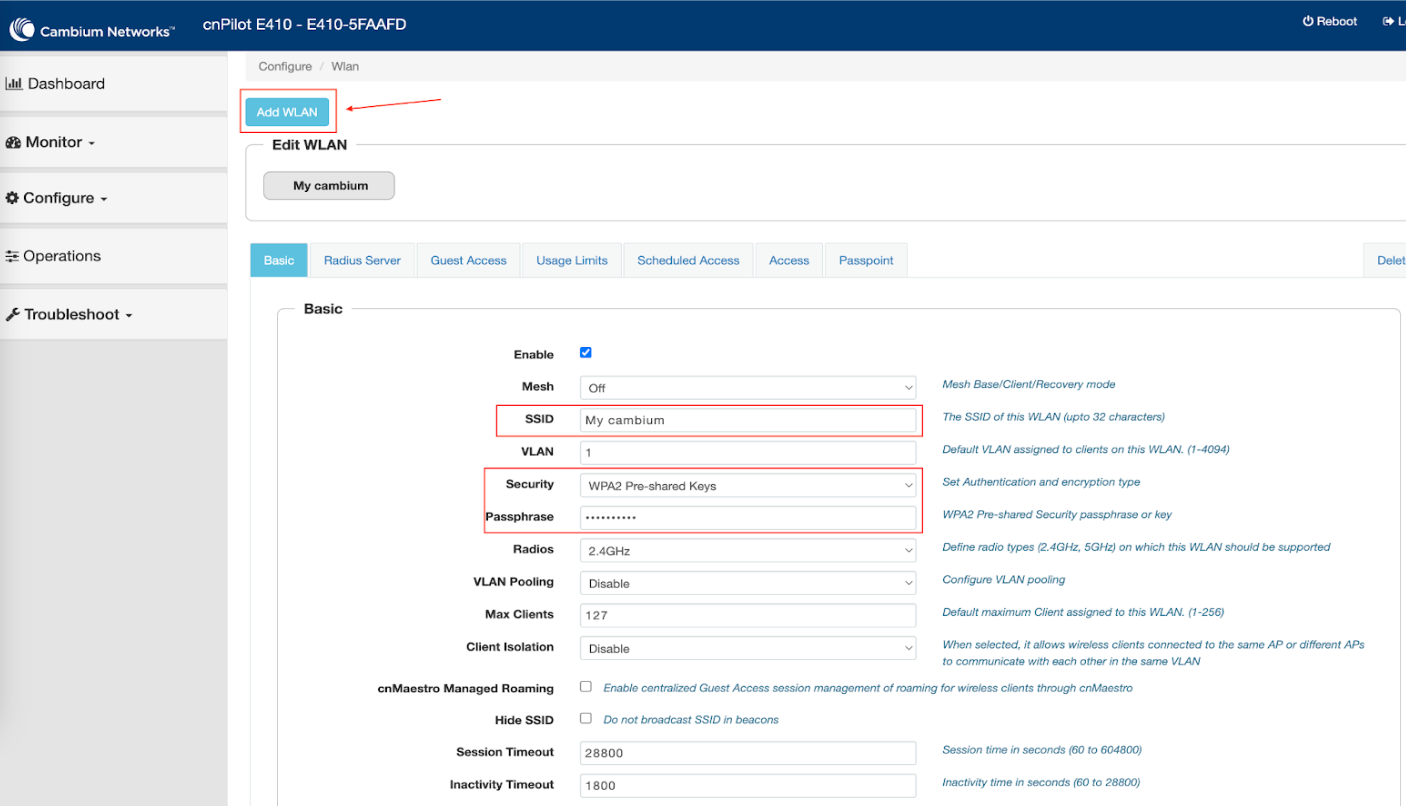 Cambium Networks™ cnPilot E410 - E410-5FAAFD Reboot
Configure / Wlan
Dashboard
Monitor
Configure
Operations
Troubleshoot
Add WLAN
Edit WLAN
My cambium
Basic Radius Server Guest Access Usage Limits Scheduled Access Access Passpoint Delet
Basic
Enable
Mesh Off Mesh Base/Client/Recovery mode
SSID My cambium The SSID of this WLAN (upto 32 characters)
VLAN 1 Default VLAN assigned to clients on this WLAN. (1-4094)
Security WPA2 Pre-shared Keys Set Authentication and encryption type
Passphrase •••••••••• WPA2 Pre-shared Security passphrase or key
Radios 2.4GHz Define radio types (2.4GHz, 5GHz) on which this WLAN should be supported
VLAN Pooling Disable Configure VLAN pooling
Max Clients 127 Default maximum Client assigned to this WLAN. (1-256)
Client Isolation Disable When selected, it allows wireless clients connected to the same AP or different APs
to communicate with each other in the same VLAN
cnMaestro Managed Roaming Enable centralized Guest Access session management of roaming for wireless clients through cnMaestro
Hide SSID Do not broadcast SSID in beacons
Session Timeout 28800 Session time in seconds (60 to 604800)
Inactivity Timeout 1800 Inactivity time in seconds (60 to 28800)